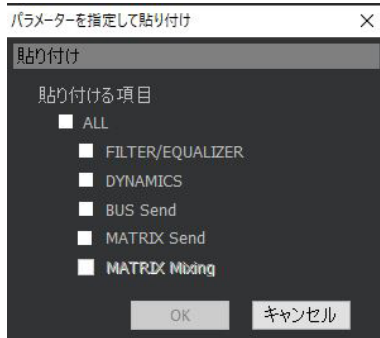 パラメーターを指定して貼り付け
貼り付け
貼り付ける項目
ALL
FILTER/EQUALIZER
DYNAMICS
BUS Send
MATRIX Send
MATRIX Mixing
OK キャンセル